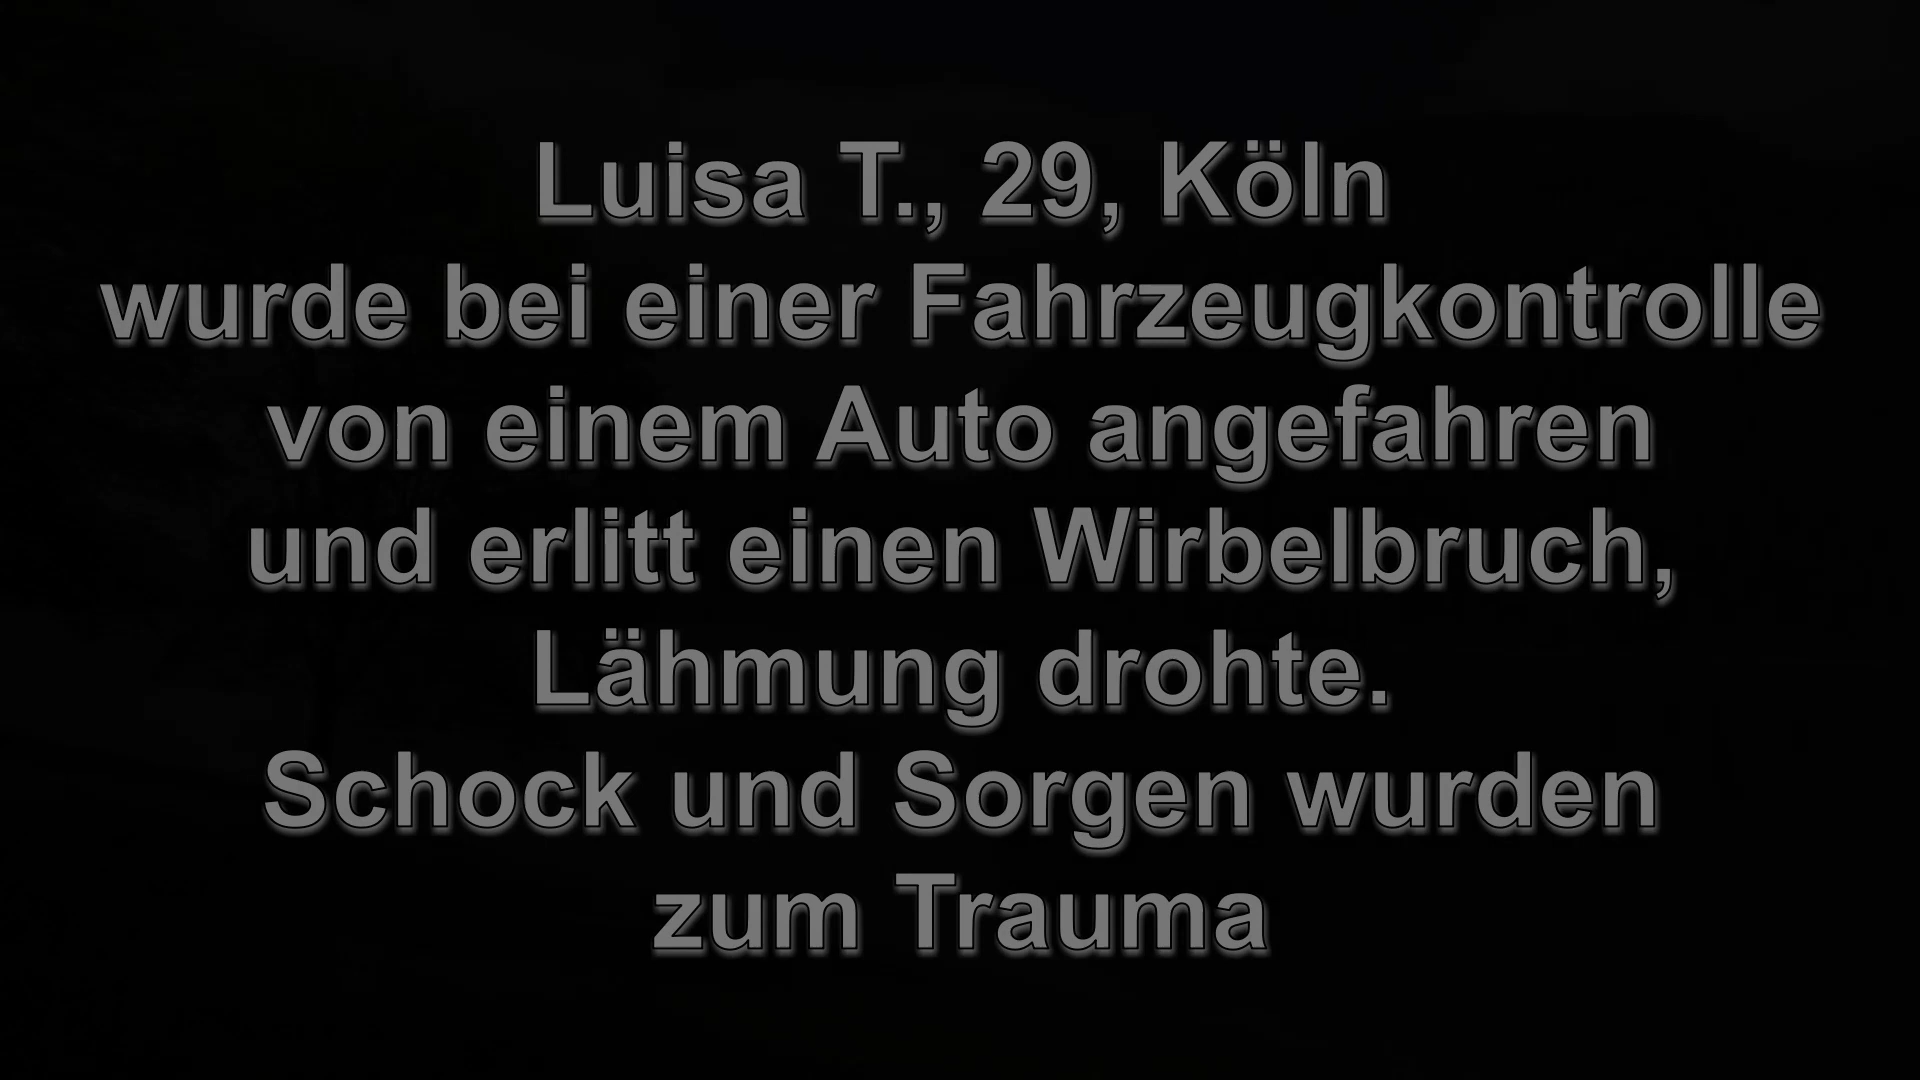 Luisa T., 29, Köln
wurde bei einer Fahrzeugkontrolle
von einem Auto angefahren
und erlitt einen Wirbelbruch,
Lähmung drohte.
Schock und Sorgen wurden
zum Trauma